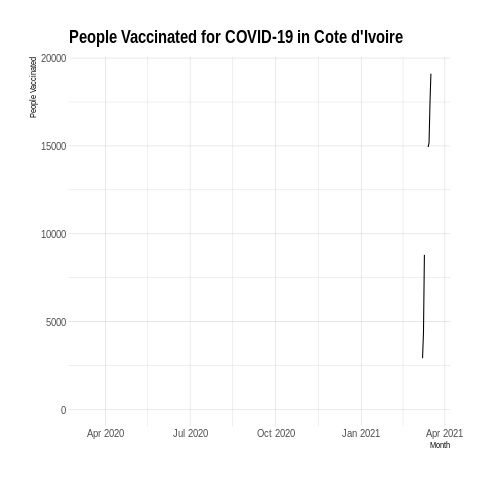 People Vaccinated for COVID-19 in Cote d'Ivoire
People Vaccinated
20000
15000
10000
5000
0
Apr 2020
Jul 2020
Oct 2020
Jan 2021
Apr 2021
Month